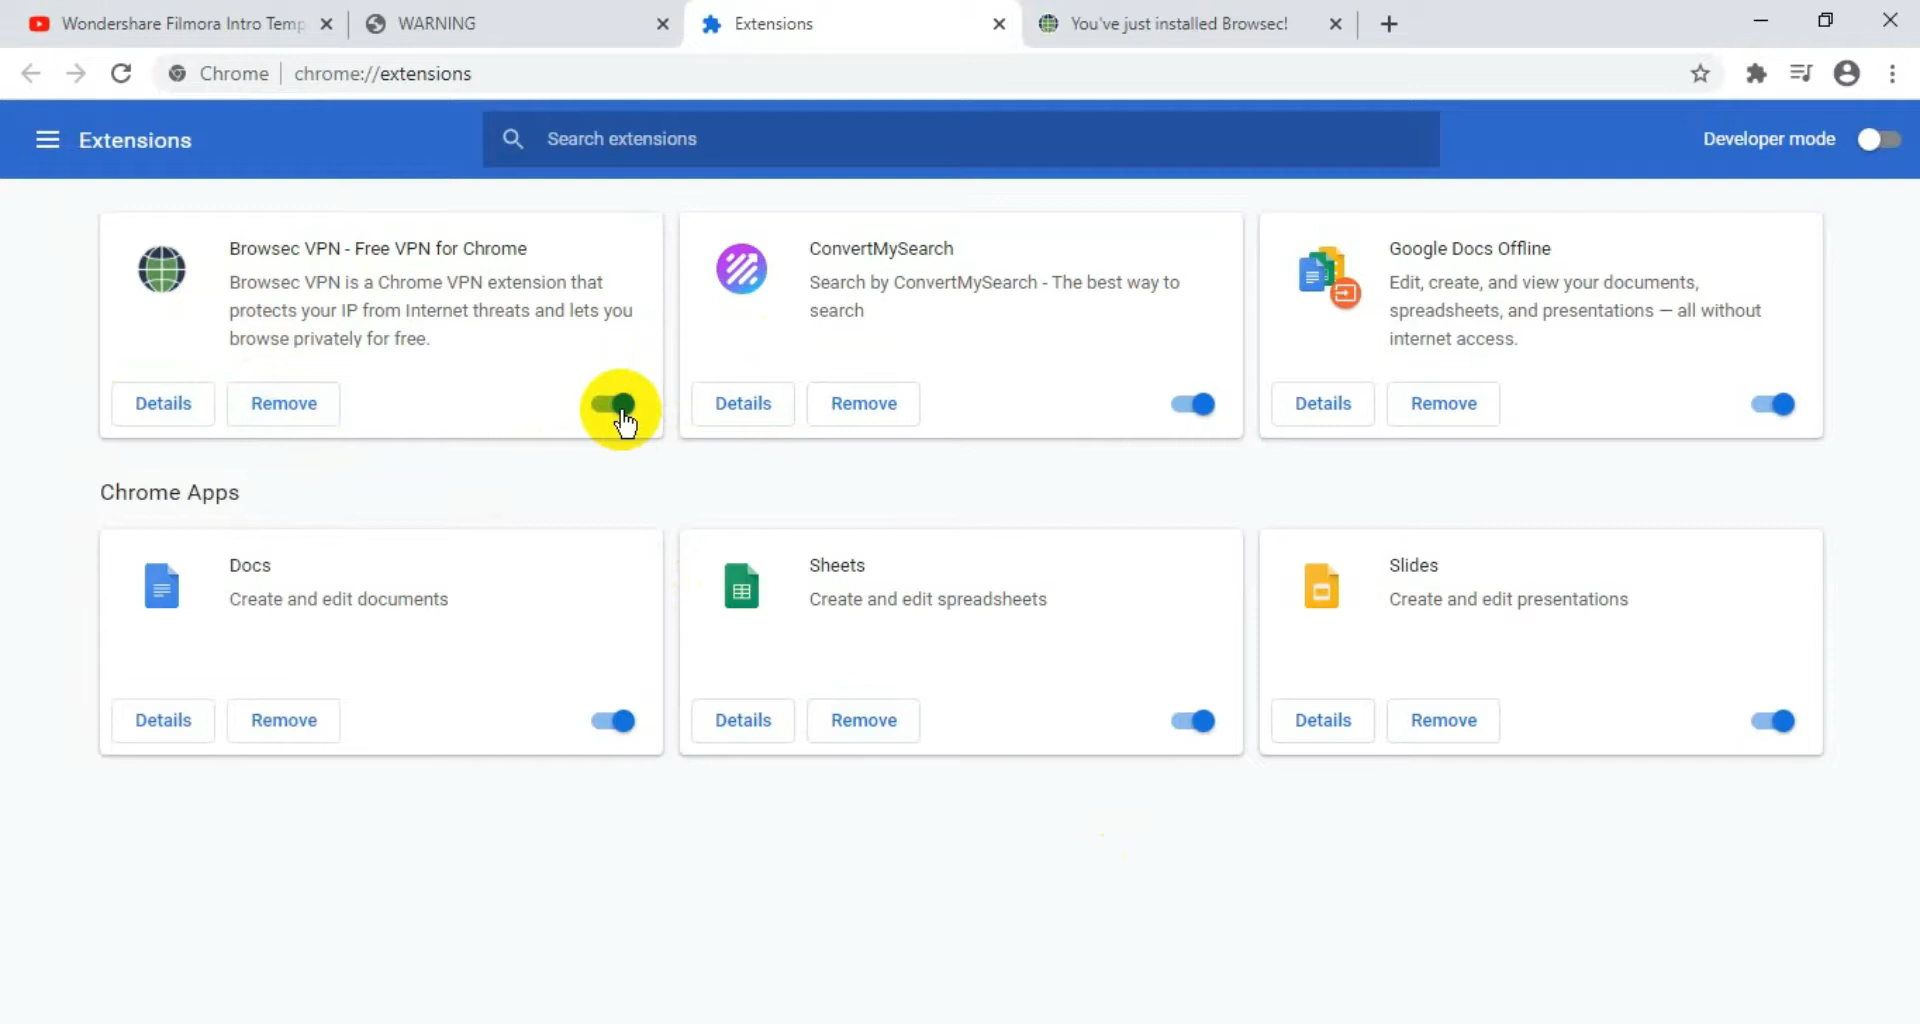 Wondershare Filmora Intro Temp
WARNING
Extensions
You've just installed Browsec!
Chrome
chrome://extensions
Extensions
Search extensions
Developer mode
Browsec VPN - Free VPN for Chrome
Browsec VPN is a Chrome VPN extension that
protects your IP from Internet threats and lets you
browse privately for free.
Details
Remove
ConvertMySearch
Search by ConvertMySearch - The best way to
search
Details
Remove
Google Docs Offline
Edit, create, and view your documents,
spreadsheets, and presentations — all without
internet access.
Details
Remove
Chrome Apps
Docs
Create and edit documents
Details
Remove
Sheets
Create and edit spreadsheets
Details
Remove
Slides
Create and edit presentations
Details
Remove